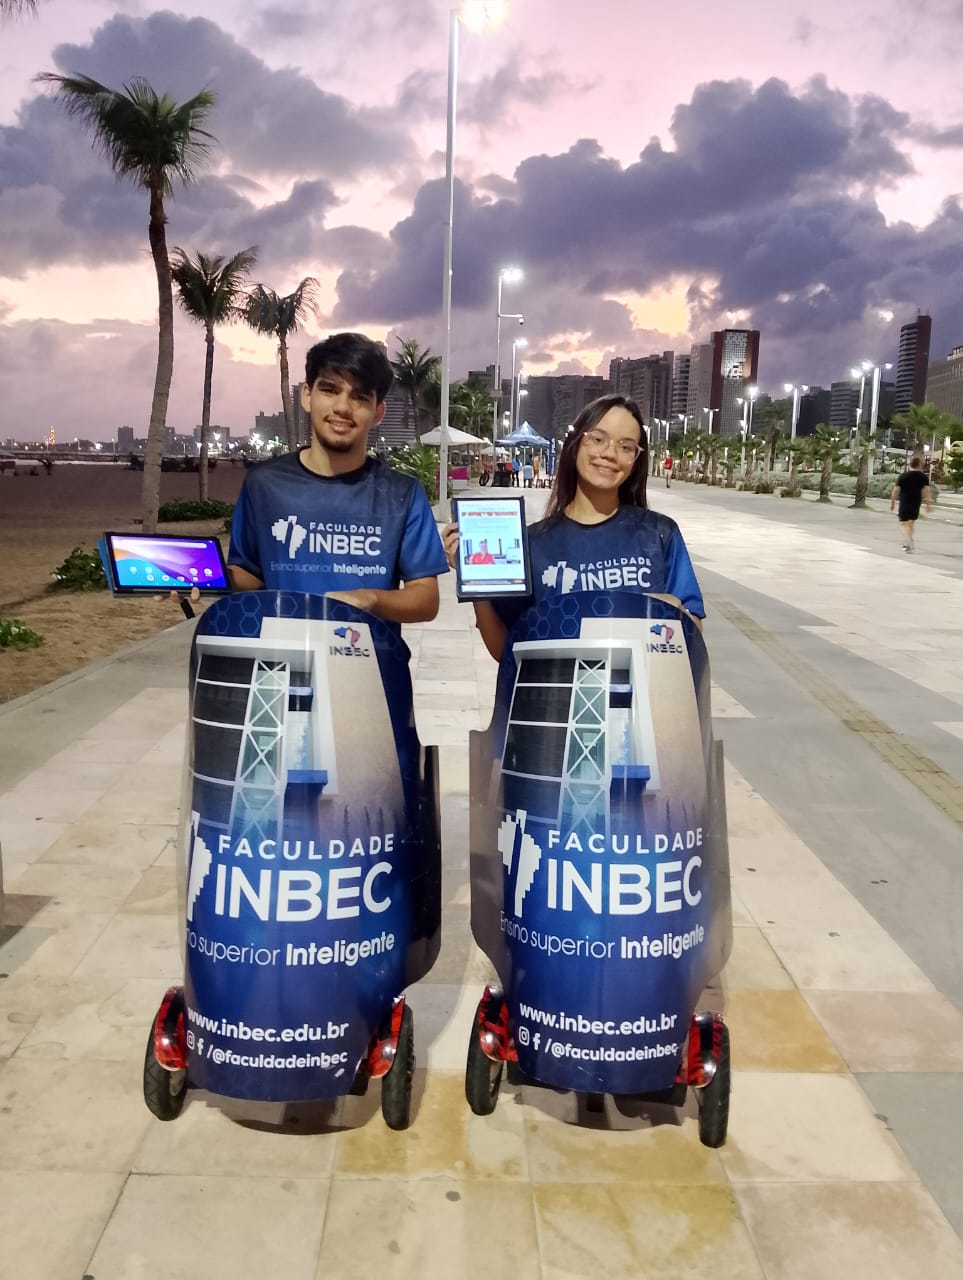 FACULDADE
INBEC
Ensino superior Inteligente
FACULDADE
INBEC
INBEC
FACULDADE
INBEC
no superior Inteligente
www.inbec.edu.br
/@faculdadeinbec
INBEC
FACULDADE
INBEC
Ensino superior Inteligente
www.inbec.edu.br
/@faculdadeinbec